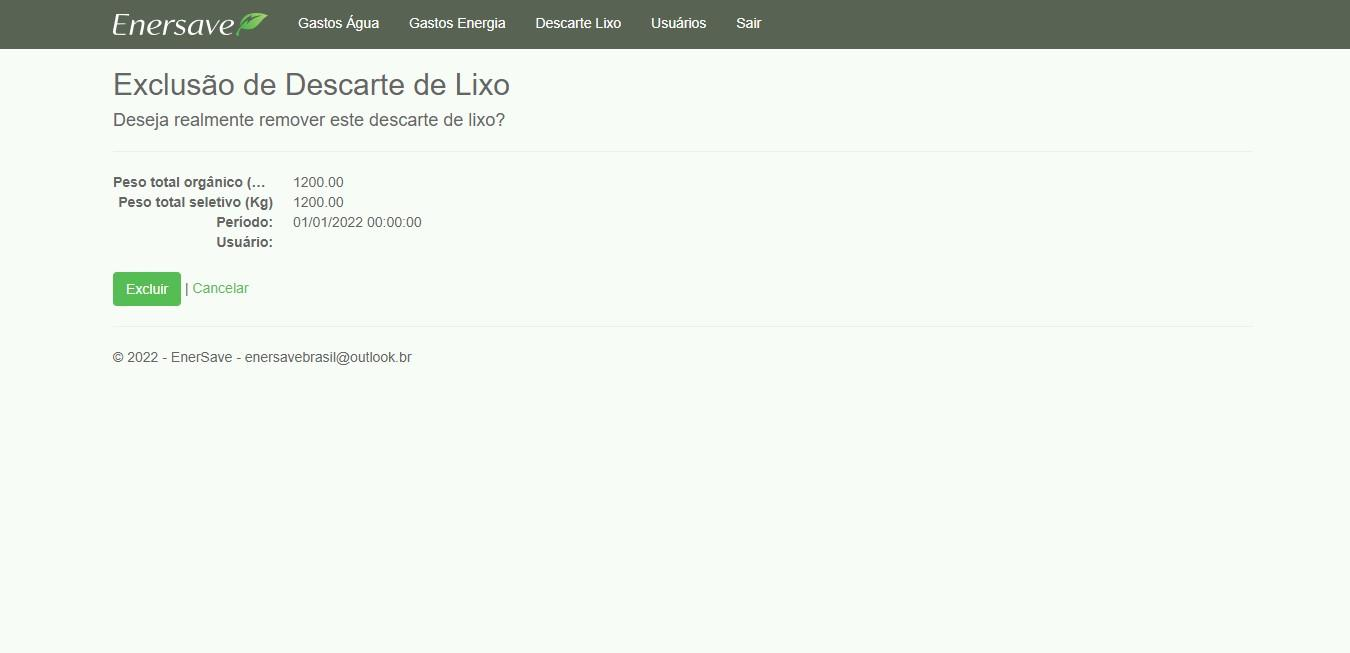 Enersave Gastos Água Gastos Energia Descarte Lixo Usuários Sair
Exclusão de Descarte de Lixo
Deseja realmente remover este descarte de lixo?
Peso total orgânico (... 1200.00
Peso total seletivo (Kg) 1200.00
Período: 01/01/2022 00:00:00
Usuário:
Excluir | Cancelar
© 2022 - EnerSave - enersavebrasil@outlook.br